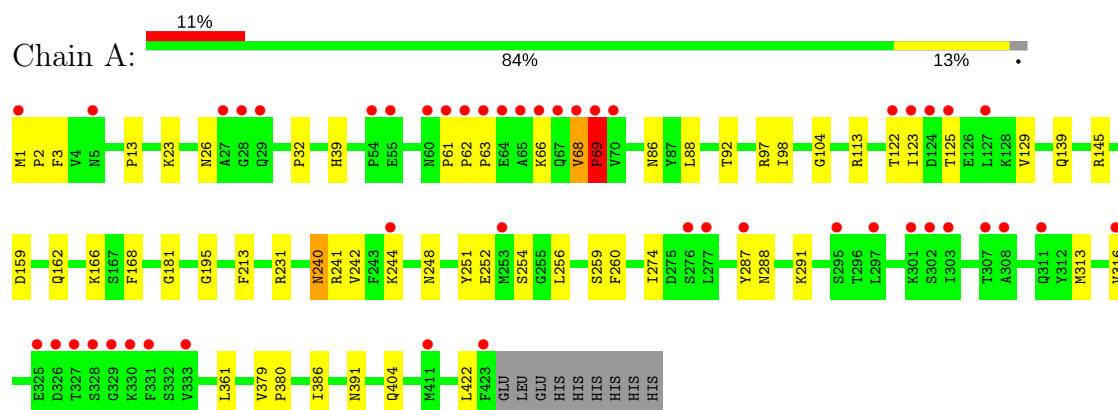 11%
Chain A:
84% 13% •
M1 P2 F3 V4 N5 P13 K23 N26 A27 G28 Q29 P32 H39 P54 E55 N60 P61 P62 P63 E64 A65 K66 Q67 V68 P69 V70 N86 Y87 L88 T92 R97 I98 G104 R113 T122 I123 D124 T125 E126 L127 K128 V129 Q139 R145
D159 Q162 K166 S167 F168 G181 G195 F213 R231 N240 R241 V242 F243 K244 N248 Y251 E252 M253 S254 G255 L256 S259 F260 I274 D275 S276 L277 Y287 N288 K291 S295 T296 L297 K301 S302 I303 T307 A308 Q311 Y312 M313
E325 D326 T327 S328 G329 K330 F331 S332 V333 L361 V379 P380 I386 N391 Q404 M411 L422 F423 GLU LEU GLU HIS HIS HIS HIS HIS HIS